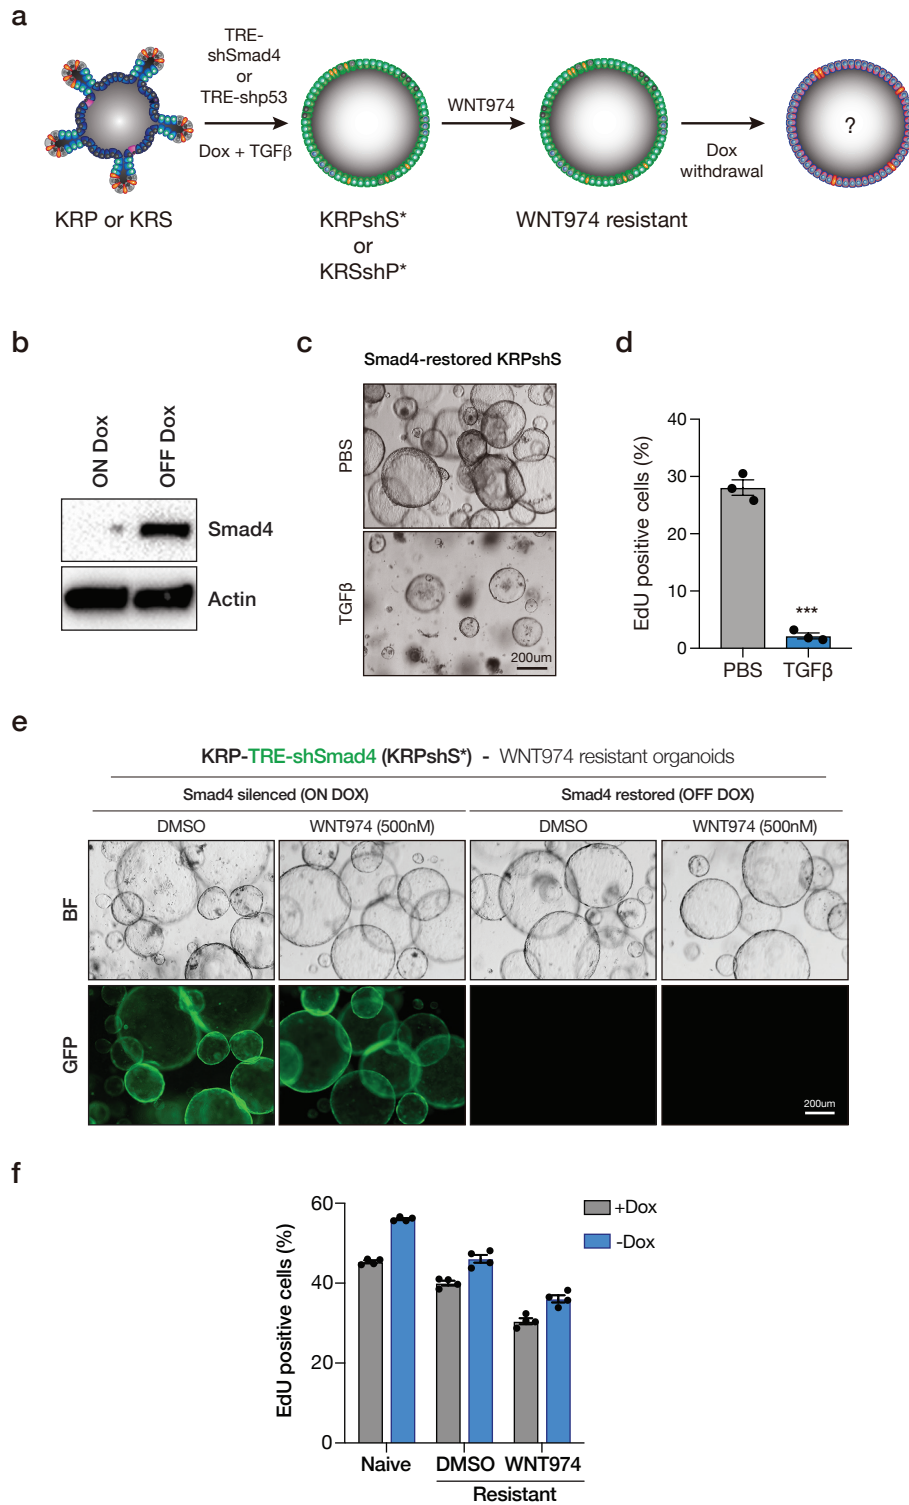 a
TRE-
shSmad4
or
TRE-shp53
Dox + TGFβ
WNT974
Dox
withdrawal
?
KRP or KRS
KRPshS*
or
KRSshP*
WNT974 resistant
b
ON Dox
OFF Dox
Smad4
Actin
c
Smad4-restored KRPshS
PBS
TGFβ
200um
d
EdU positive cells (%)
40
30
20
10
0
***
PBS
TGFβ
e
KRP-TRE-shSmad4 (KRPshS*) - WNT974 resistant organoids
Smad4 silenced (ON DOX)
Smad4 restored (OFF DOX)
DMSO
WNT974 (500nM)
DMSO
WNT974 (500nM)
BF
GFP
200um
f
EdU positive cells (%)
60
40
20
0
+Dox
-Dox
Naive
DMSO
WNT974
Resistant